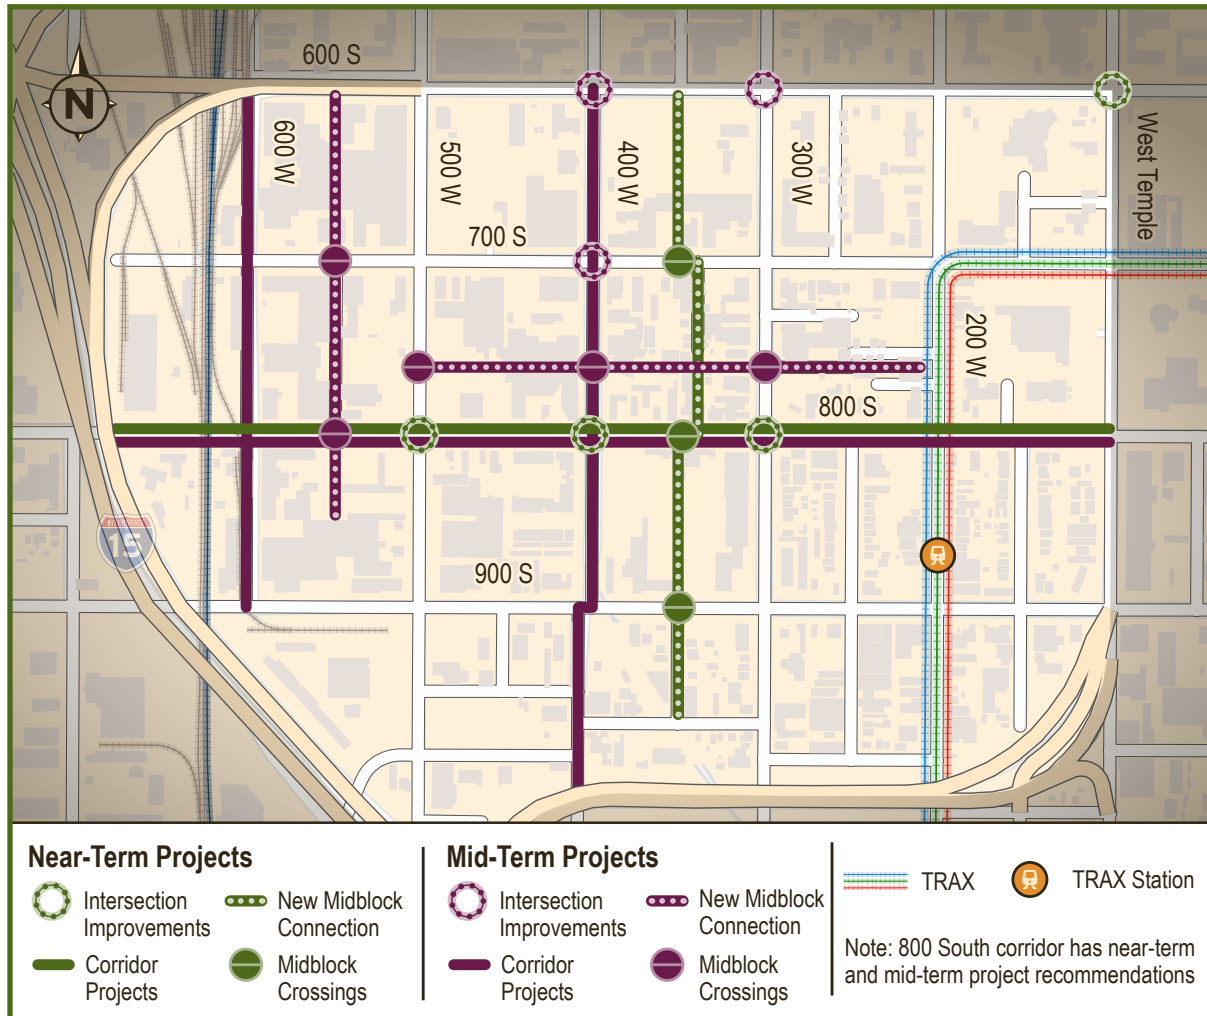 600 S
N
600 W
500 W
400 W
300 W
West Temple
700 S
200 W
800 S
INTERSTATE
15
900 S
Near-Term Projects
Intersection
Improvements
New Midblock
Connection
Corridor
Projects
Midblock
Crossings
Mid-Term Projects
Intersection
Improvements
New Midblock
Connection
Corridor
Projects
Midblock
Crossings
TRAX
TRAX Station
Note: 800 South corridor has near-term
and mid-term project recommendations